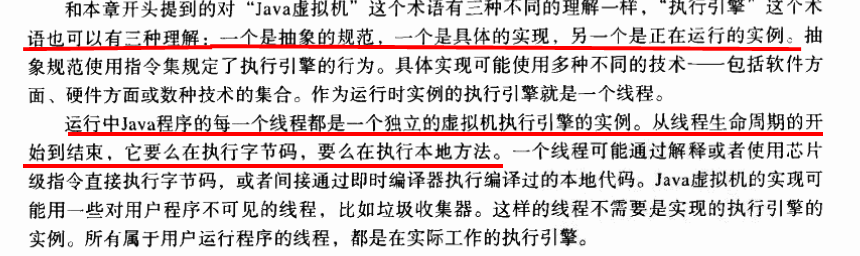 和本章开头提到的对“Java虚拟机”这个术语有三种不同的理解一样，“执行引擎”这个术
语也可以有三种理解：一个是抽象的规范，一个是具体的实现，另一个是正在运行的实例。抽
象规范使用指令集规定了执行引擎的行为。具体实现可能使用多种不同的技术——包括软件方
面、硬件方面或数种技术的集合。作为运行时实例的执行引擎就是一个线程。
运行中Java程序的每一个线程都是一个独立的虚拟机执行引擎的实例。从线程生命周期的开
始到结束，它要么在执行字节码，要么在执行本地方法。一个线程可能通过解释或者使用芯片
级指令直接执行字节码，或者间接通过即时编译器执行编译过的本地代码。Java虚拟机的实现可
能用一些对用户程序不可见的线程，比如垃圾收集器。这样的线程不需要是实现的执行引擎的
实例。所有属于用户运行程序的线程，都是在实际工作的执行引擎。